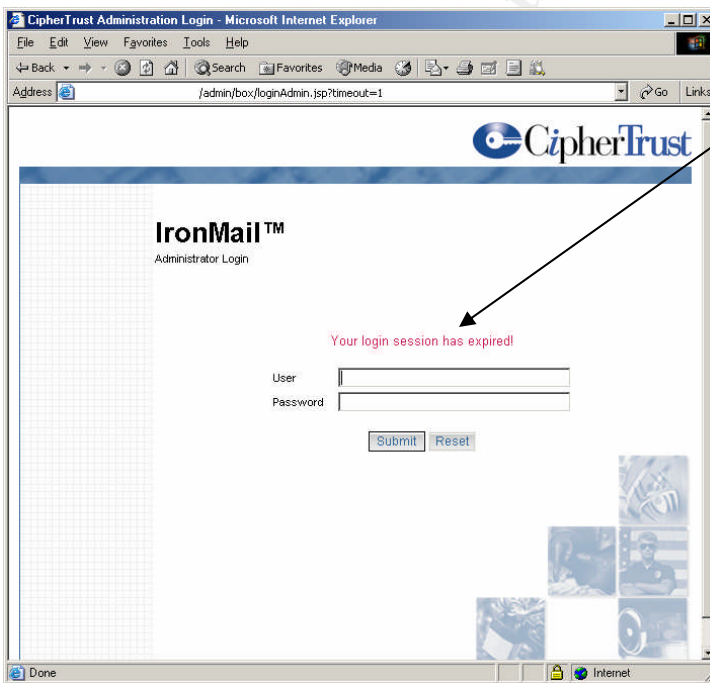 CipherTrust Administration Login - Microsoft Internet Explorer
File Edit View Favorites Tools Help
Back Search Favorites Media
Address /admin/box/loginAdmin.jsp?timeout=1 Go Links
CipherTrust
IronMail™
Administrator Login
Your login session has expired!
User
Password
Submit Reset
Done Internet